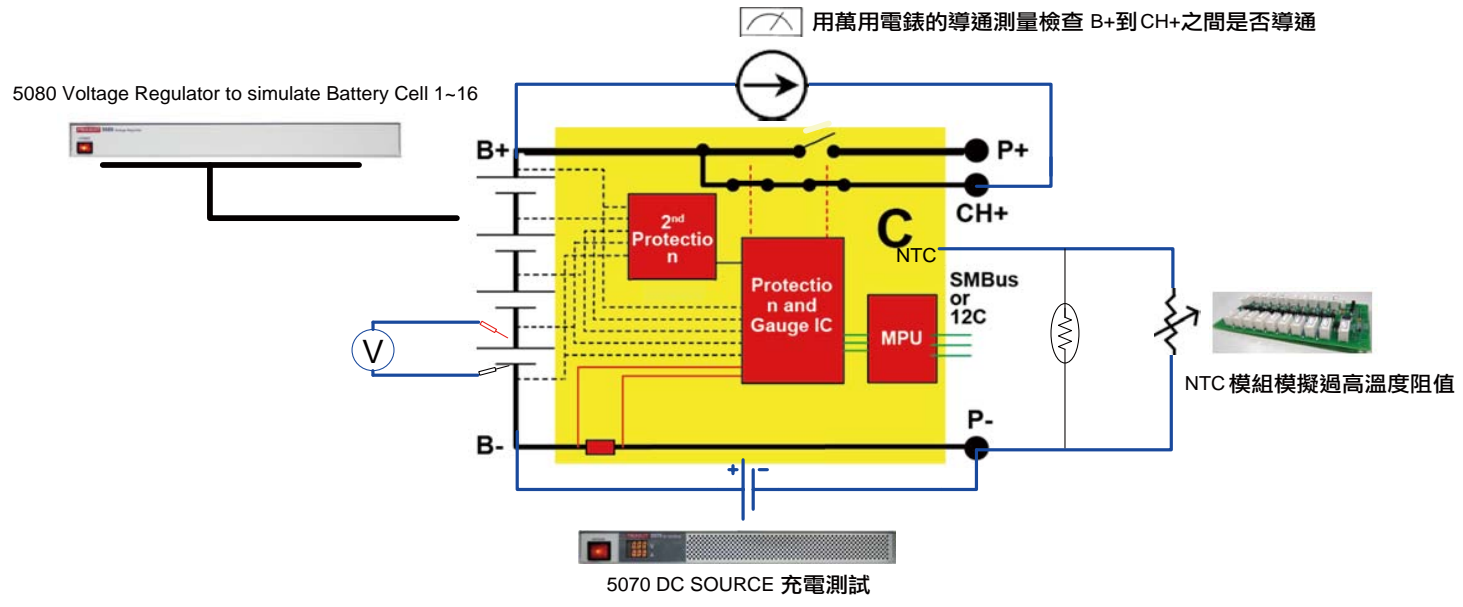 用萬用電錶的導通測量檢查 B+到CH+之間是否導通
5080 Voltage Regulator to simulate Battery Cell 1~16
B+
P+
CH+
2nd
Protectio
n
C
NTC
Protectio
n and
Gauge IC
MPU
SMBus
or
12C
V
NTC 模組模擬過高溫度阻值
P-
B-
+ -
5070 DC SOURCE 充電測試